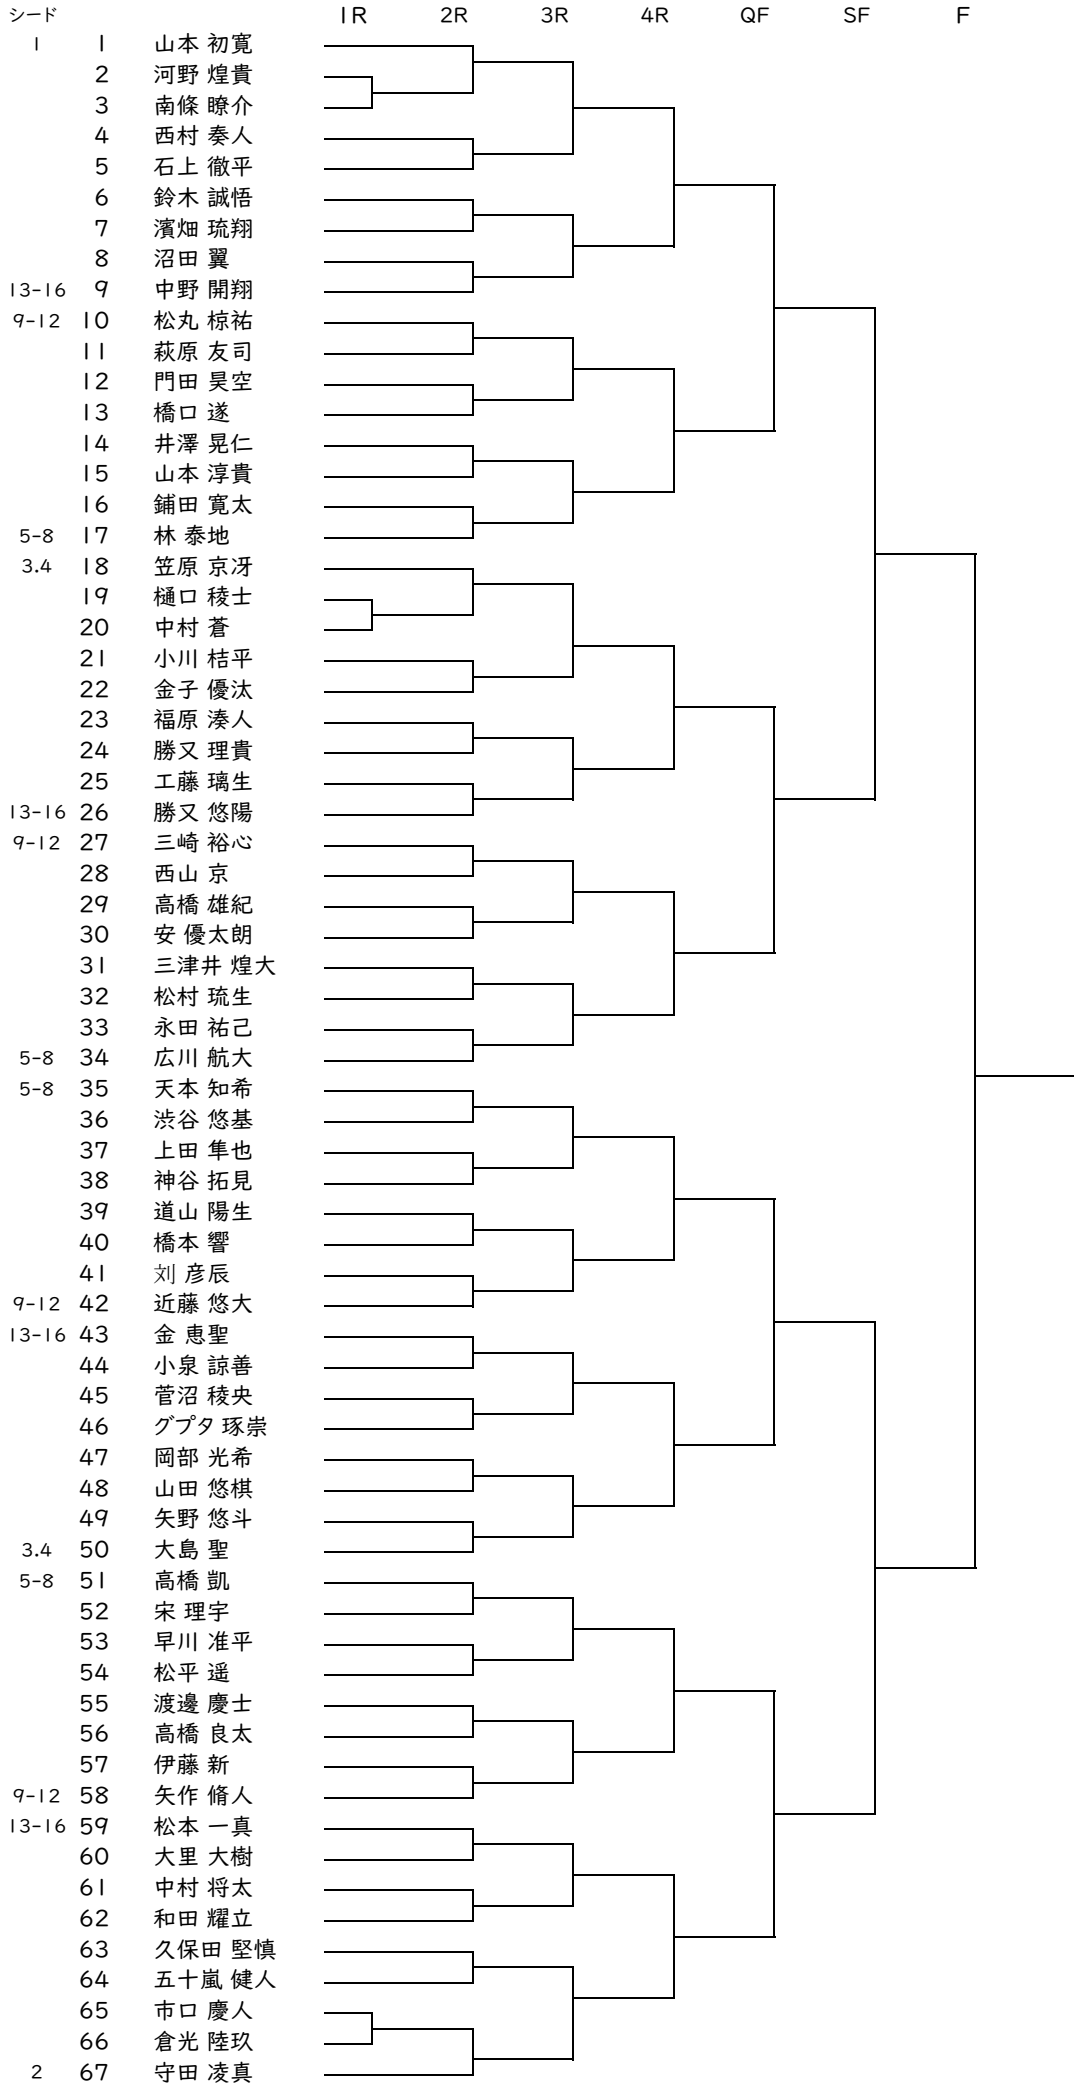 シード 1R 2R 3R 4R QF SF F
1 1 山本 初寛
2 河野 煌貴
3 南條 瞭介
4 西村 奏人
5 石上 徹平
6 鈴木 誠悟
7 濱畑 琉翔
8 沼田 翼
13-16 9 中野 開翔
9-12 10 松丸 椋祐
11 萩原 友司
12 門田 昊空
13 橋口 遂
14 井澤 晃仁
15 山本 淳貴
16 鋪田 寛太
5-8 17 林 泰地
3.4 18 笠原 京冴
19 樋口 稜士
20 中村 蒼
21 小川 桔平
22 金子 優汰
23 福原 湊人
24 勝又 理貴
25 工藤 璃生
13-16 26 勝又 悠陽
9-12 27 三崎 裕心
28 西山 京
29 高橋 雄紀
30 安 優太朗
31 三津井 煌大
32 松村 琉生
33 永田 祐己
5-8 34 広川 航大
5-8 35 天本 知希
36 渋谷 悠基
37 上田 隼也
38 神谷 拓見
39 道山 陽生
40 橋本 響
41 刘 彦辰
9-12 42 近藤 悠大
13-16 43 金 恵聖
44 小泉 諒善
45 菅沼 稜央
46 グプタ 琢崇
47 岡部 光希
48 山田 悠棋
49 矢野 悠斗
3.4 50 大島 聖
5-8 51 高橋 凱
52 宋 理宇
53 早川 准平
54 松平 遥
55 渡邊 慶士
56 高橋 良太
57 伊藤 新
9-12 58 矢作 脩人
13-16 59 松本 一真
60 大里 大樹
61 中村 将太
62 和田 耀立
63 久保田 堅慎
64 五十嵐 健人
65 市口 慶人
66 倉光 陸玖
2 67 守田 凌真